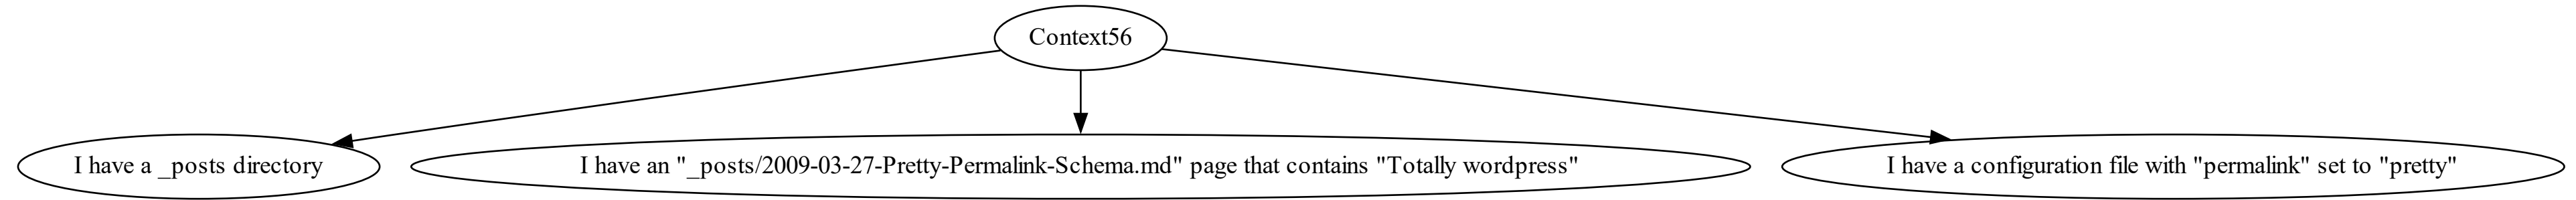 Context56
I have a _posts directory
I have an "_posts/2009-03-27-Pretty-Permalink-Schema.md" page that contains "Totally wordpress"
I have a configuration file with "permalink" set to "pretty"